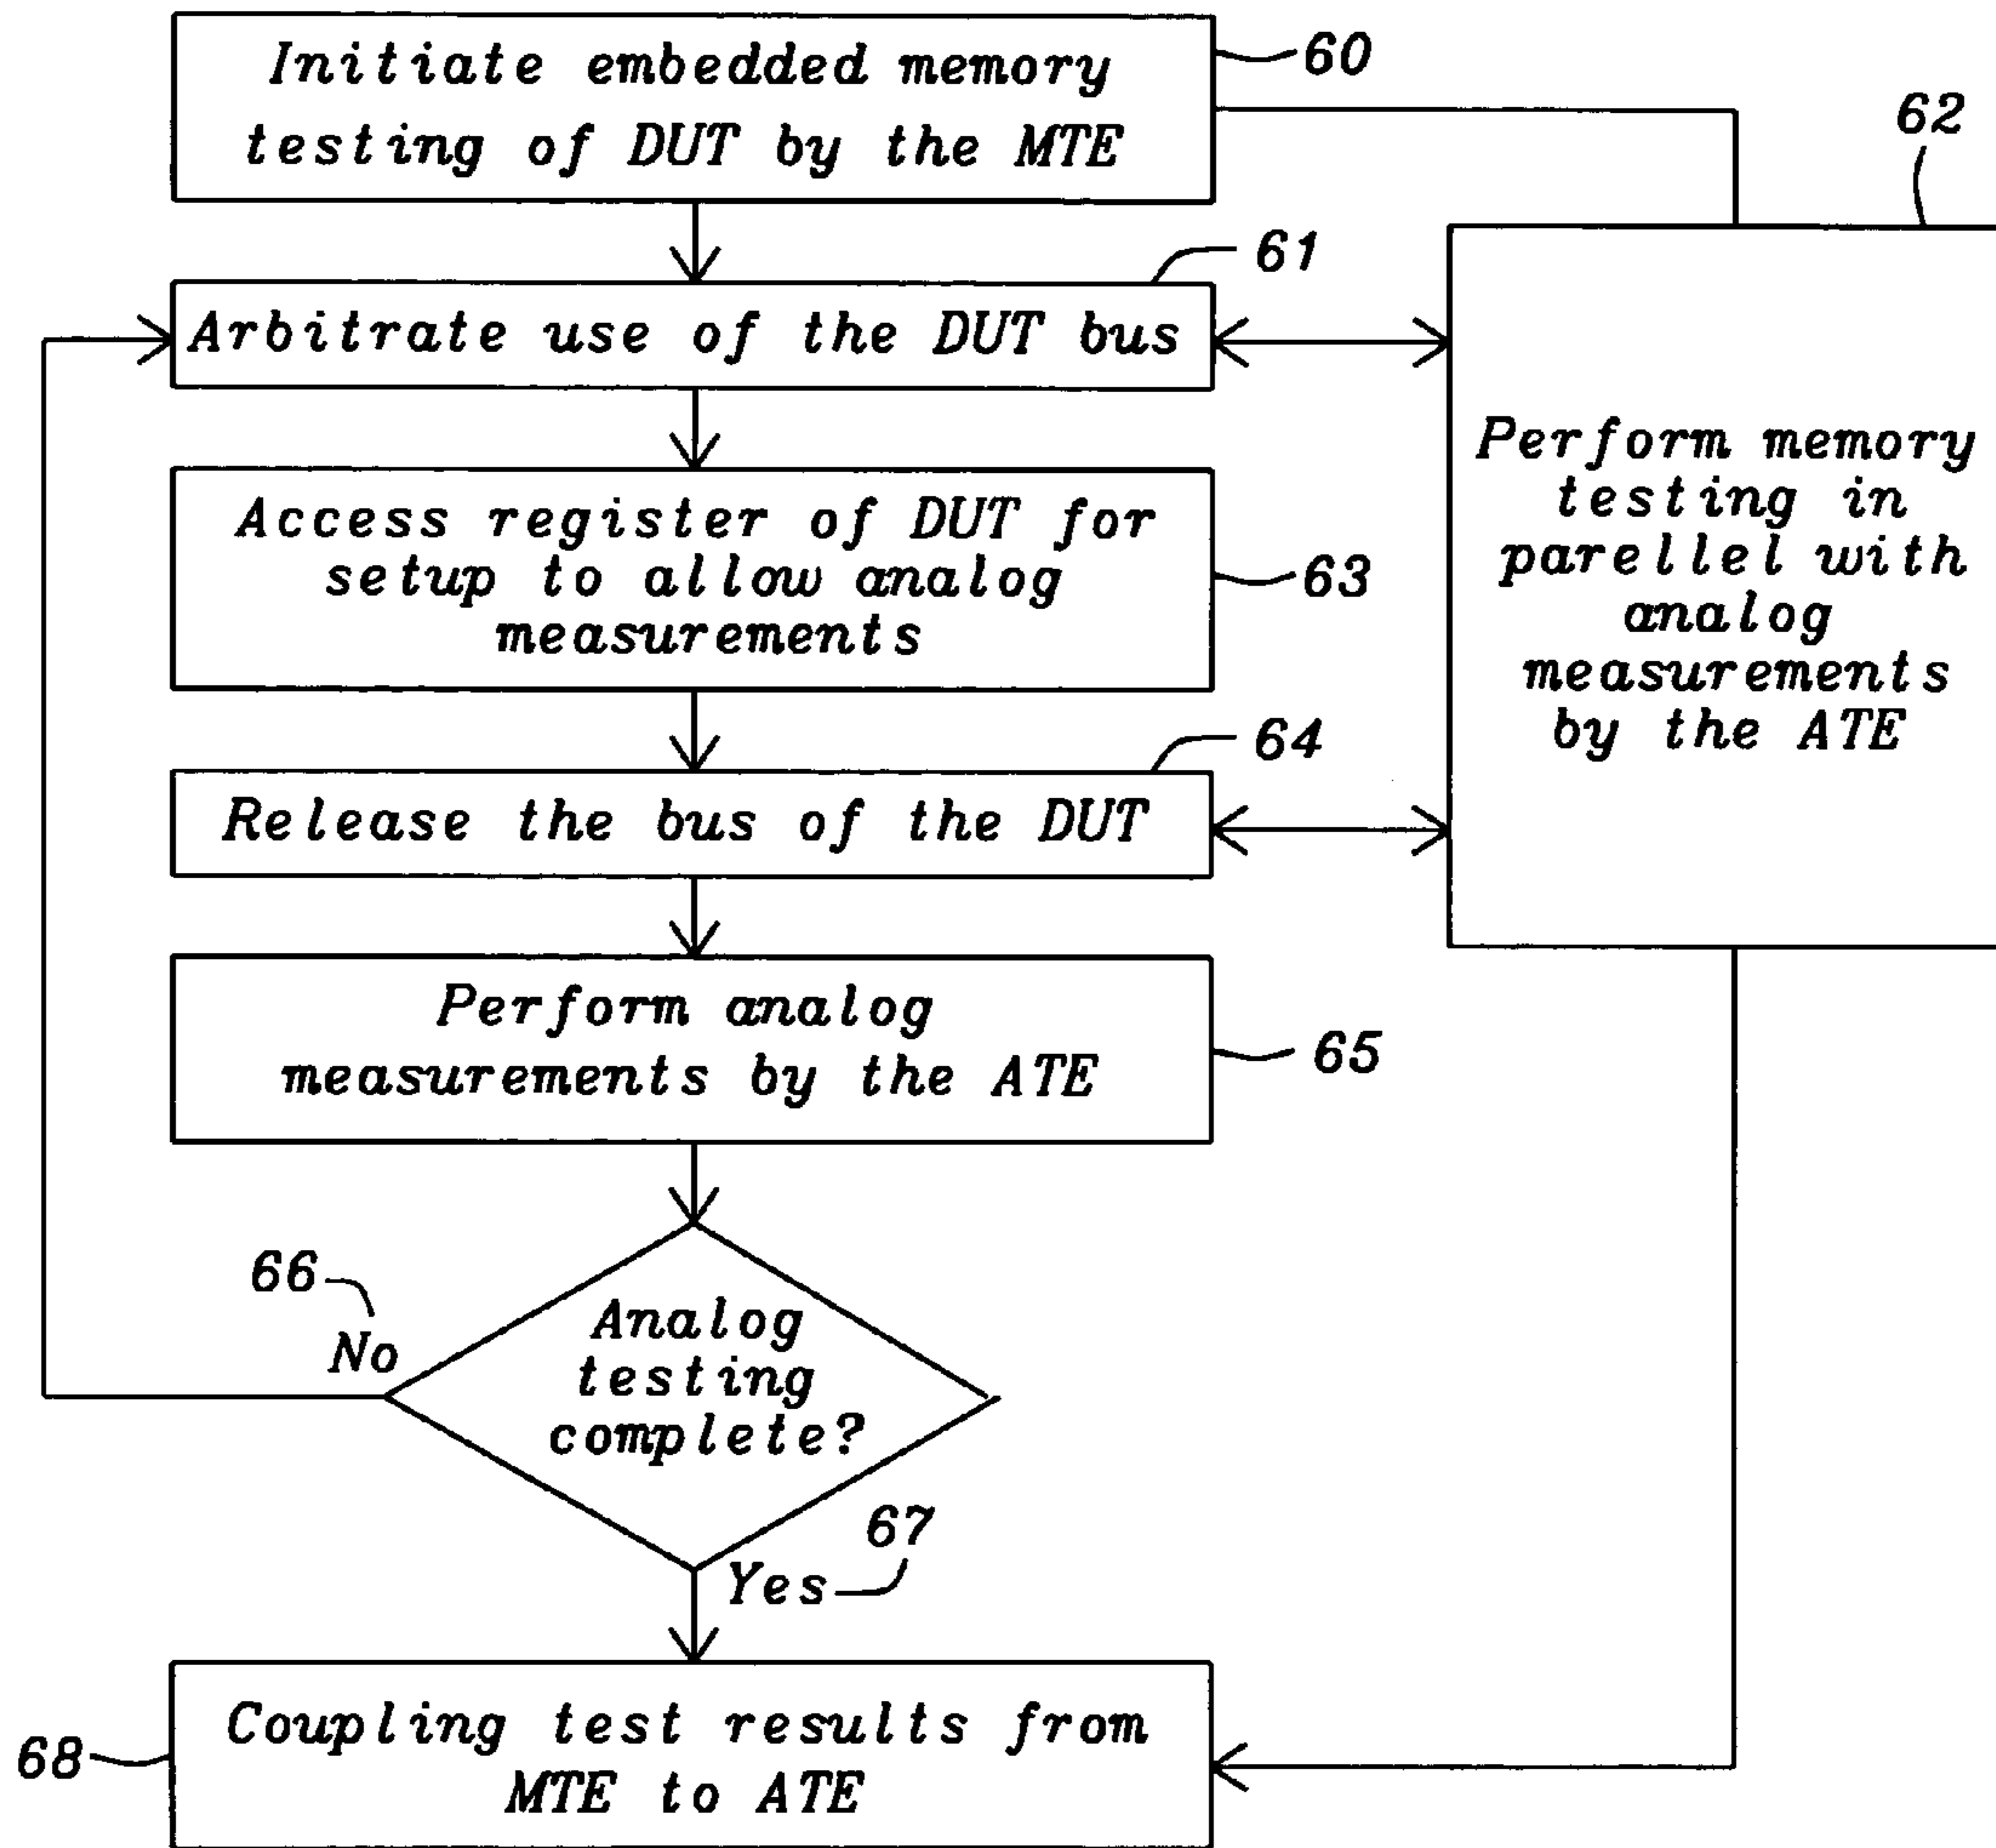 Initiate embedded memory
testing of DUT by the MTE
60
62
61
Arbitrate use of the DUT bus
Access register of DUT for
setup to allow analog
measurements
63
Perform memory
testing in
parellel with
analog
measurements
by the ATE
64
Release the bus of the DUT
Perform analog
measurements by the ATE
65
66
No
Analog
testing
complete?
67
Yes
Coupling test results from
MTE to ATE
68